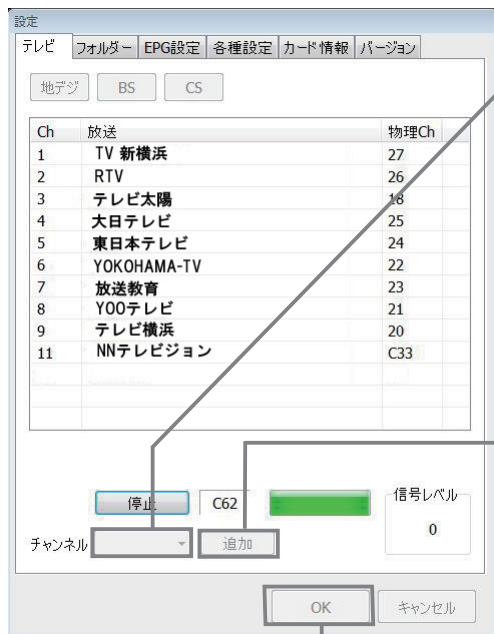 設定
テレビ フォルダー EPG設定 各種設定 カード情報 バージョン
地デジ BS CS
Ch 放送 物理Ch
1 TV 新横浜 27
2 RTV 26
3 テレビ太陽 18
4 大日テレビ 25
5 東日本テレビ 24
6 YOKOHAMA-TV 22
7 放送教育 23
8 YOOテレビ 21
9 テレビ横浜 20
11 NNテレビジョン C33
停止 C62 信号レベル
0
チャンネル 追加
OK キャンセル